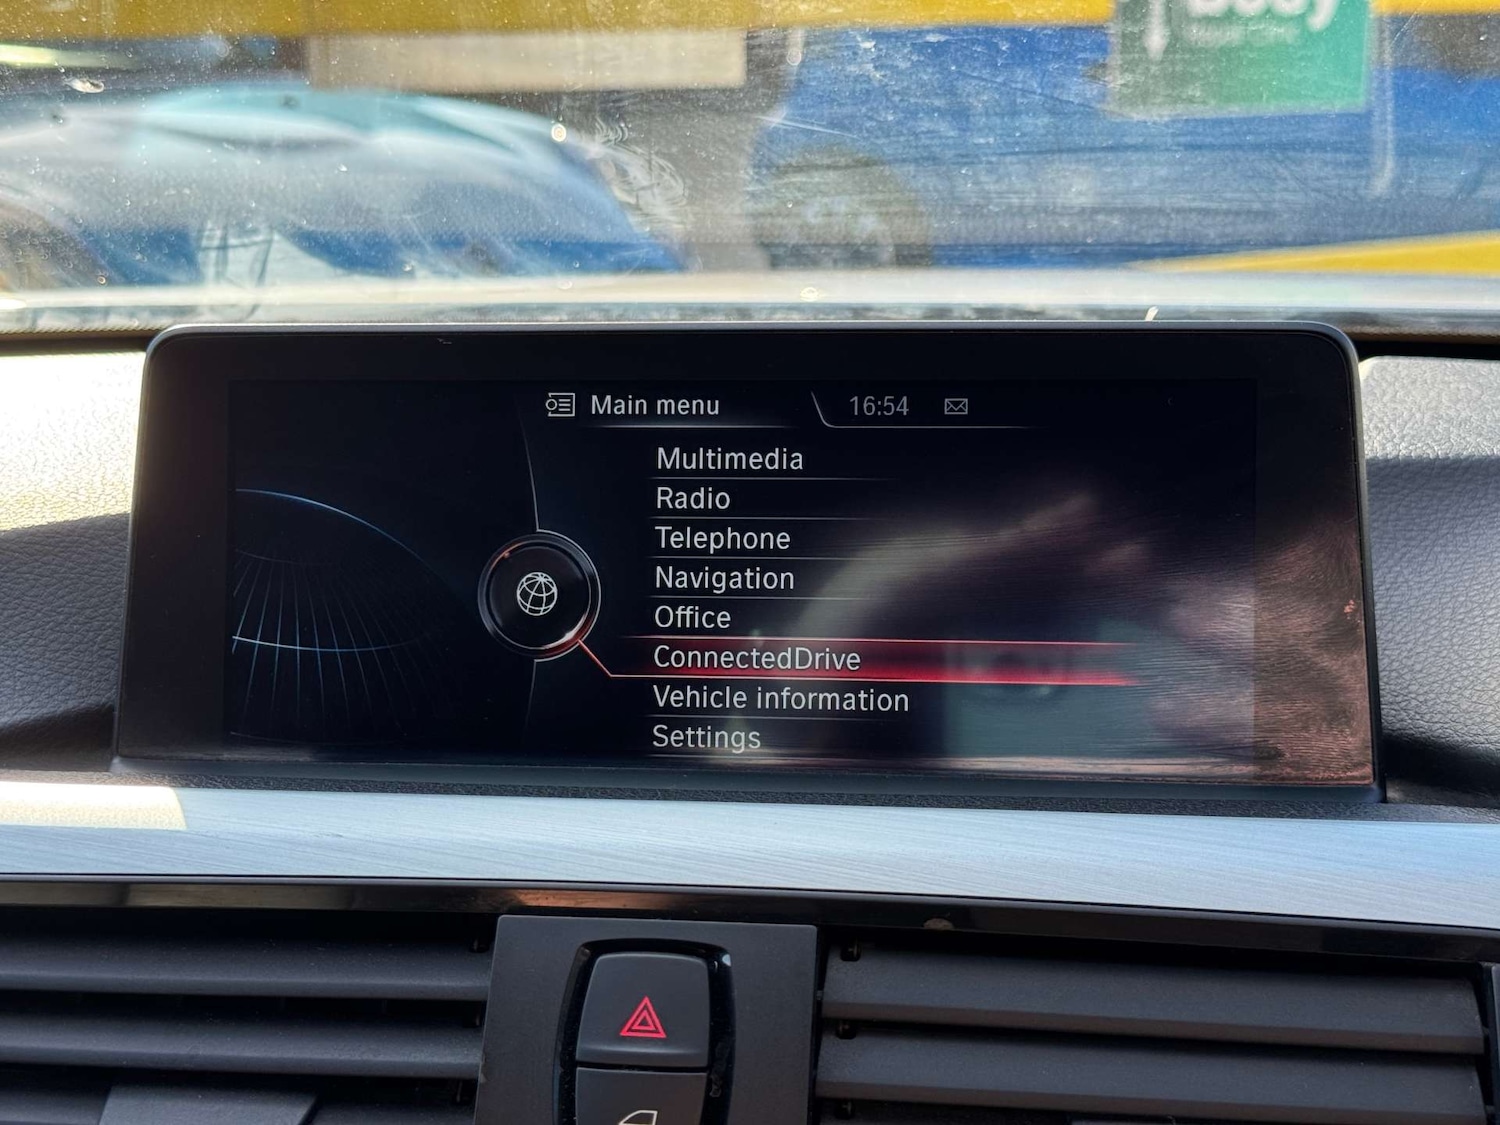 Main menu 16:54
Multimedia
Radio
Telephone
Navigation
Office
ConnectedDrive
Vehicle information
Settings